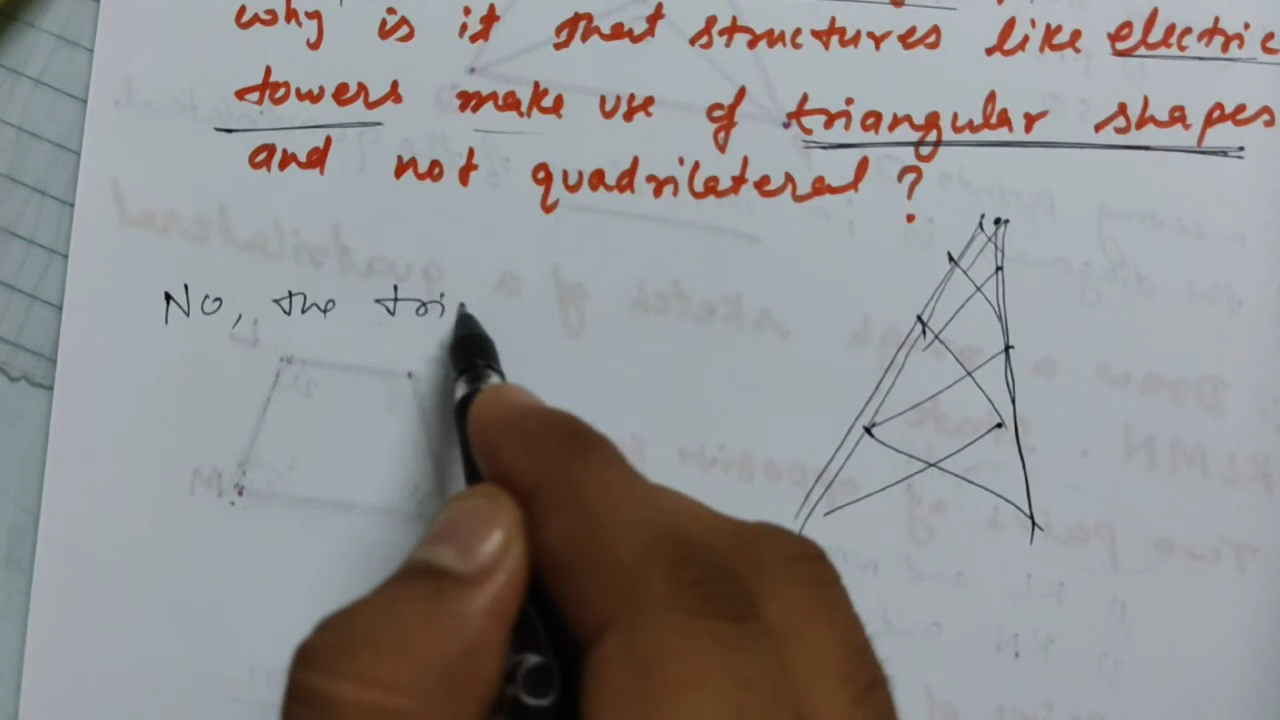 why is it that structures like electric
towers make use of triangular shapes
and not quadrilateral?
No, the tri